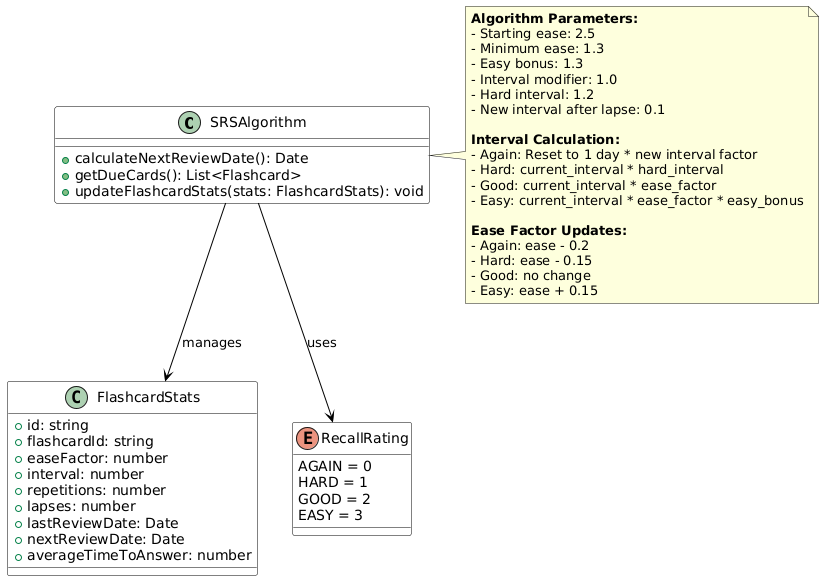 Algorithm Parameters:
- Starting ease: 2.5
- Minimum ease: 1.3
- Easy bonus: 1.3
- Interval modifier: 1.0
- Hard interval: 1.2
- New interval after lapse: 0.1
Interval Calculation:
- Again: Reset to 1 day * new interval factor
- Hard: current_interval * hard_interval
- Good: current_interval * ease_factor
- Easy: current_interval * ease_factor * easy_bonus
Ease Factor Updates:
- Again: ease - 0.2
- Hard: ease - 0.15
- Good: no change
- Easy: ease + 0.15
C SRSAlgorithm
calculateNextReviewDate(): Date
getDueCards(): List<Flashcard>
updateFlashcardStats(stats: FlashcardStats): void
manages
uses
C FlashcardStats
id: string
flashcardId: string
easeFactor: number
interval: number
repetitions: number
lapses: number
lastReviewDate: Date
nextReviewDate: Date
averageTimeToAnswer: number
E RecallRating
AGAIN = 0
HARD = 1
GOOD = 2
EASY = 3